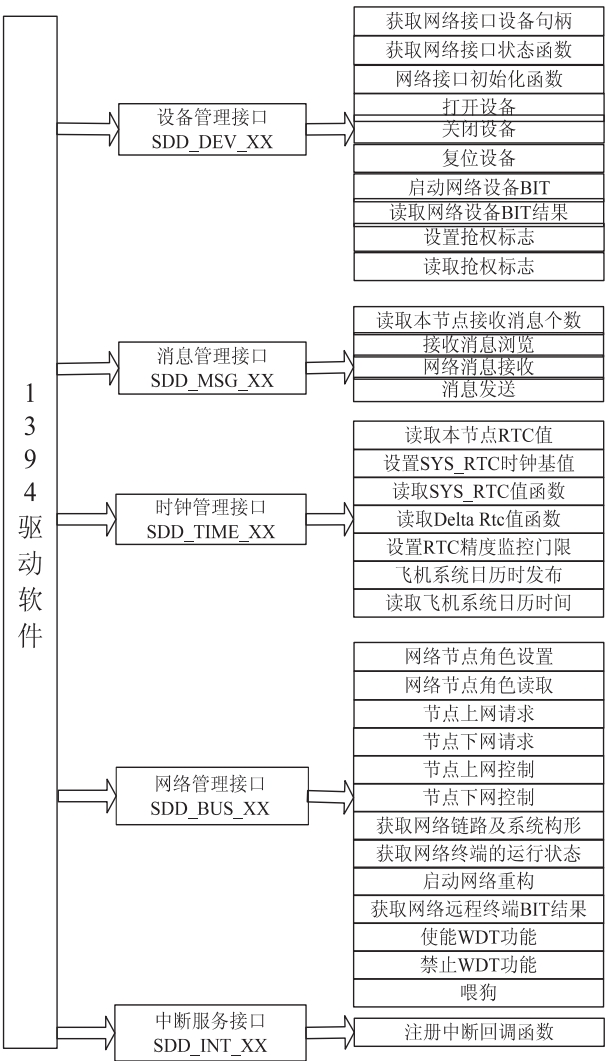 1394驱动软件
设备管理接口
SDD_DEV_XX
获取网络接口设备句柄
获取网络接口状态函数
网络接口初始化函数
打开设备
关闭设备
复位设备
启动网络设备BIT
读取网络设备BIT结果
设置抢权标志
读取抢权标志
消息管理接口
SDD_MSG_XX
读取本节点接收消息个数
接收消息浏览
网络消息接收
消息发送
时钟管理接口
SDD_TIME_XX
读取本节点RTC值
设置SYS_RTC时钟基值
读取SYS_RTC值函数
读取Delta Rtc值函数
设置RTC精度监控门限
飞机系统日历时发布
读取飞机系统日历时间
网络管理接口
SDD_BUS_XX
网络节点角色设置
网络节点角色读取
节点上网请求
节点下网请求
节点上网控制
节点下网控制
获取网络链路及系统构形
获取网络终端的运行状态
启动网络重构
获取网络远程终端BIT结果
使能WDT功能
禁止WDT功能
喂狗
中断服务接口
SDD_INT_XX
注册中断回调函数